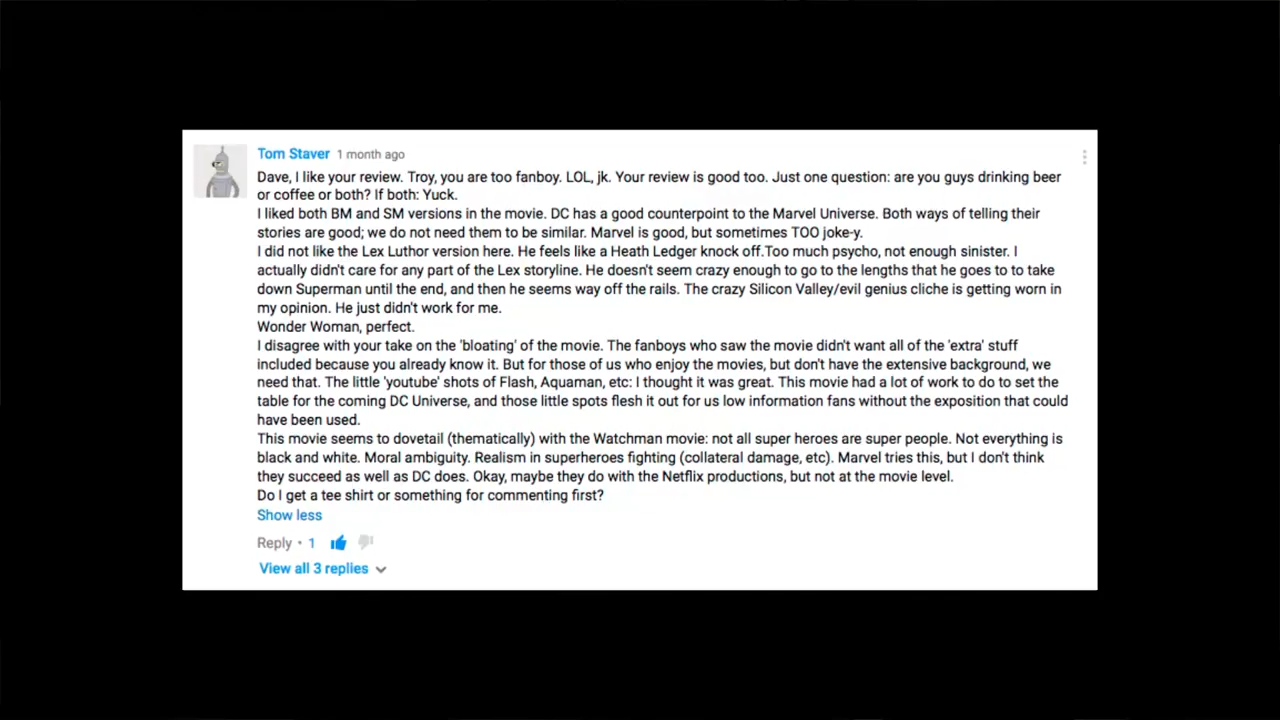 Tom Staver 1 month ago
Dave, I like your review. Troy, you are too fanboy. LOL, jk. Your review is good too. Just one question: are you guys drinking beer
or coffee or both? If both: Yuck.
I liked both BM and SM versions in the movie. DC has a good counterpoint to the Marvel Universe. Both ways of telling their
stories are good; we do not need them to be similar. Marvel is good, but sometimes TOO joke-y.
I did not like the Lex Luthor version here. He feels like a Heath Ledger knock off.Too much psycho, not enough sinister. I
actually didn't care for any part of the Lex storyline. He doesn't seem crazy enough to go to the lengths that he goes to to take
down Superman until the end, and then he seems way off the rails. The crazy Silicon Valley/evil genius cliche is getting worn in
my opinion. He just didn't work for me.
Wonder Woman, perfect.
I disagree with your take on the 'bloating' of the movie. The fanboys who saw the movie didn't want all of the 'extra' stuff
included because you already know it. But for those of us who enjoy the movies, but don't have the extensive background, we
need that. The little 'youtube' shots of Flash, Aquaman, etc: I thought it was great. This movie had a lot of work to do to set the
table for the coming DC Universe, and those little spots flesh it out for us low information fans without the exposition that could
have been used.
This movie seems to dovetail (thematically) with the Watchman movie: not all super heroes are super people. Not everything is
black and white. Moral ambiguity. Realism in superheroes fighting (collateral damage, etc). Marvel tries this, but I don't think
they succeed as well as DC does. Okay, maybe they do with the Netflix productions, but not at the movie level.
Do I get a tee shirt or something for commenting first?
Show less
Reply • 1
View all 3 replies